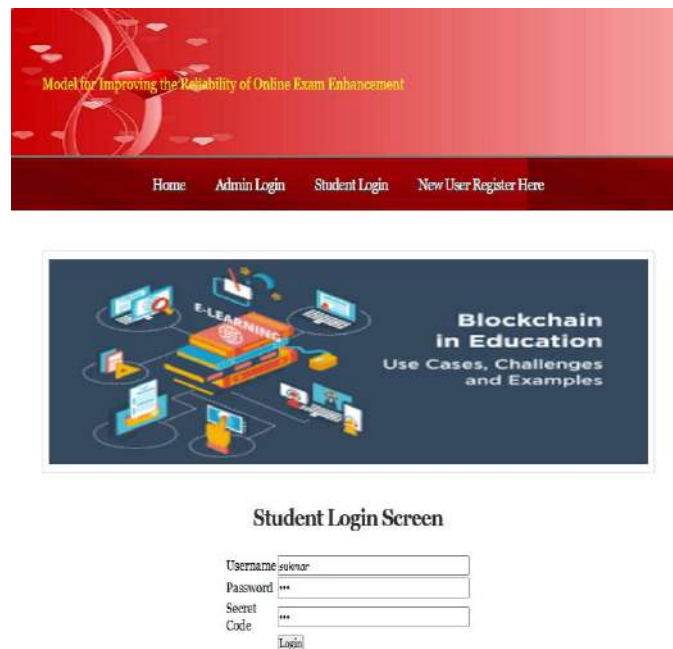 Model for Improving the Reliability of Online Exam Enhancement
Home Admin Login Student Login New User Register Here
E-LEARNING
Blockchain
in Education
Use Cases, Challenges
and Examples
Student Login Screen
Username sukmar
Password •••
Secret
Code •••
Login